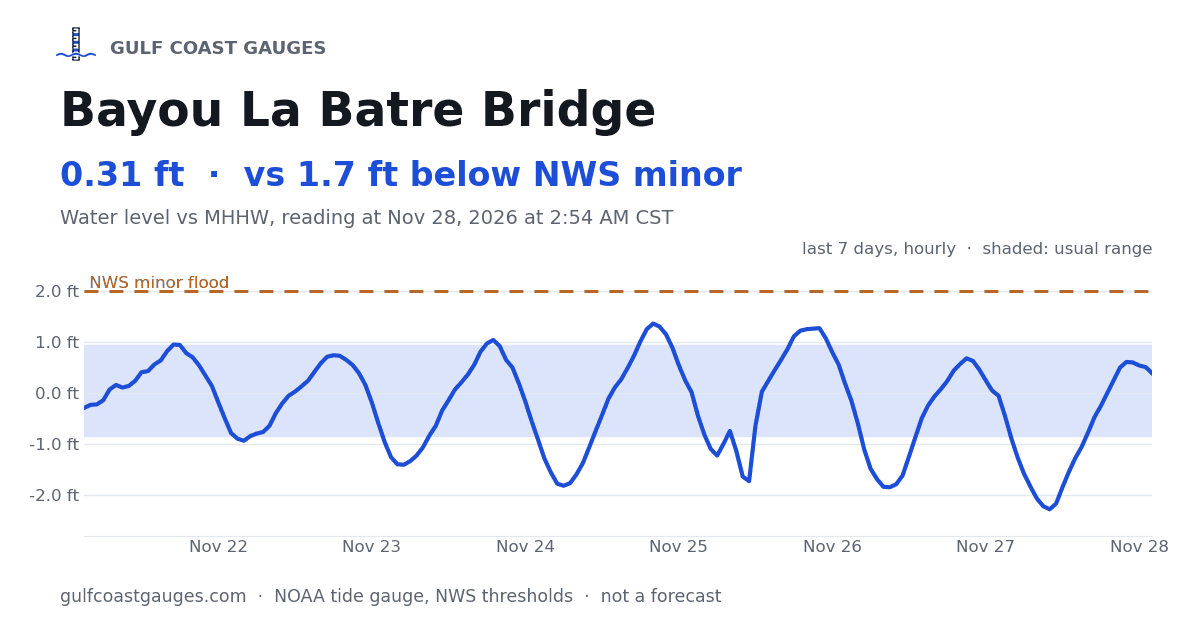 GULF COAST GAUGES
Bayou La Batre Bridge
0.31 ft · vs 1.7 ft below NWS minor
Water level vs MHHW, reading at Nov 28, 2026 at 2:54 AM CST
last 7 days, hourly · shaded: usual range
NWS minor flood
2.0 ft
1.0 ft
0.0 ft
-1.0 ft
-2.0 ft
Nov 22 Nov 23 Nov 24 Nov 25 Nov 26 Nov 27 Nov 28
gulfcoastgauges.com · NOAA tide gauge, NWS thresholds · not a forecast